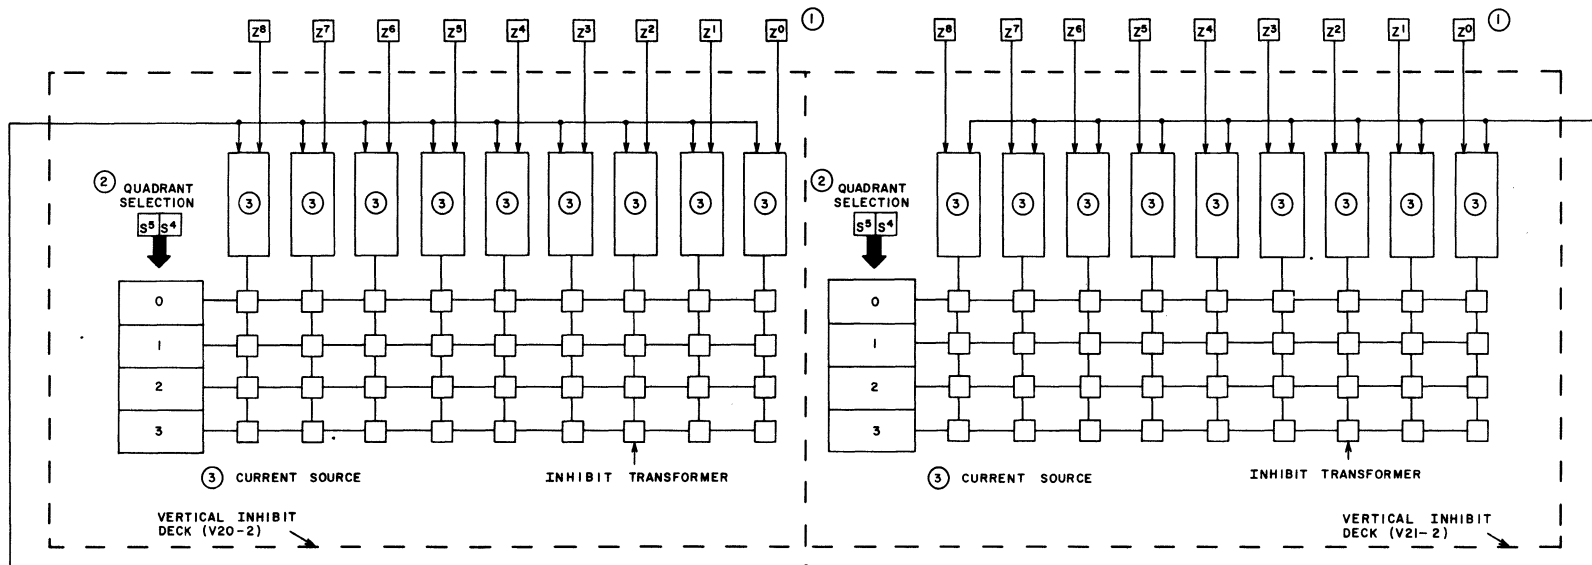 Z⁸ Z⁷ Z⁶ Z⁵ Z⁴ Z³ Z² Z¹ Z⁰ ①
② QUADRANT
SELECTION
S⁵ S⁴
③ ③ ③ ③ ③ ③ ③ ③ ③
0
1
2
3
③ CURRENT SOURCE
INHIBIT TRANSFORMER
VERTICAL INHIBIT
DECK (V20-2)
Z⁸ Z⁷ Z⁶ Z⁵ Z⁴ Z³ Z² Z¹ Z⁰ ①
② QUADRANT
SELECTION
S⁵ S⁴
③ ③ ③ ③ ③ ③ ③ ③ ③
0
1
2
3
③ CURRENT SOURCE
INHIBIT TRANSFORMER
VERTICAL INHIBIT
DECK (V21-2)